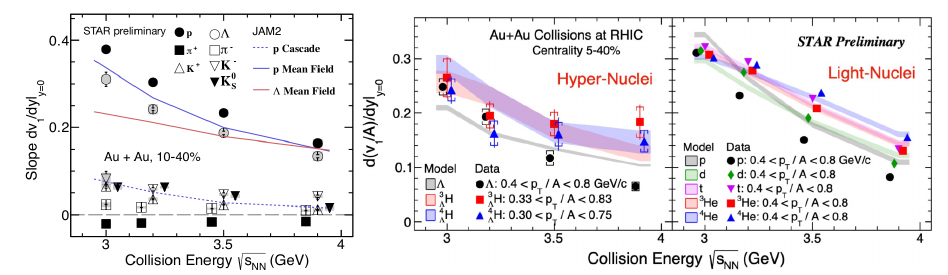 STAR preliminary
JAM2
p
Λ
p Cascade
π+
π-
p Mean Field
K+
K-
K0S
Λ Mean Field
Au + Au, 10-40%
Slope dv1/dy|y=0
0.4
0.2
0
3
3.5
4
Collision Energy √sNN (GeV)
Au+Au Collisions at RHIC
Centrality 5-40%
Hyper-Nuclei
d(v1/A)/dy|y=0
0.3
0.2
0.1
0
Model Data
Λ Λ: 0.4 < pT / A < 0.8 GeV/c
3ΛH 3ΛH: 0.33 < pT / A < 0.83
4ΛH 4ΛH: 0.30 < pT / A < 0.75
3
3.5
4
STAR Preliminary
Light-Nuclei
Model Data
p p: 0.4 < pT / A < 0.8 GeV/c
d d: 0.4 < pT / A < 0.8
t t: 0.4 < pT / A < 0.8
3He 3He: 0.4 < pT / A < 0.8
4He 4He: 0.4 < pT / A < 0.8
3
3.5
4
Collision Energy √sNN (GeV)